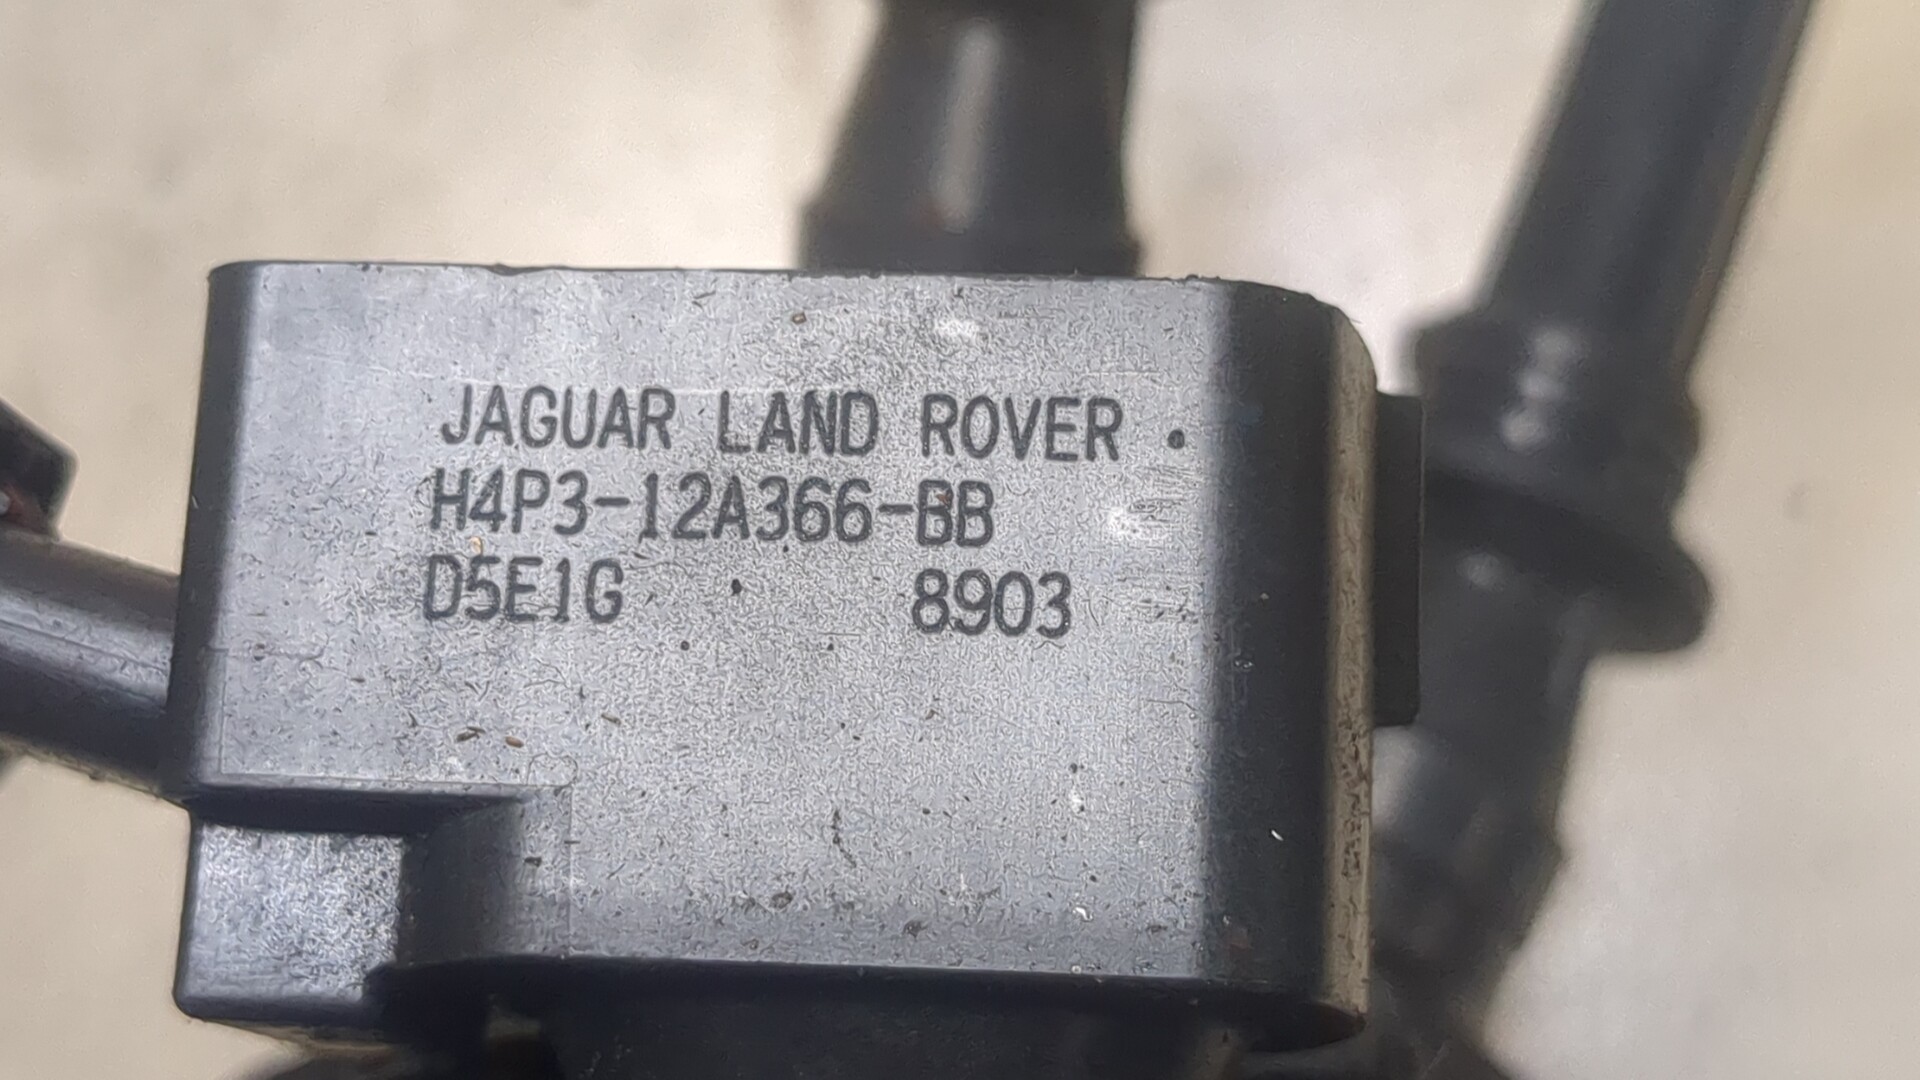 JAGUAR LAND ROVER •
H4P3-12A366-BB
D5E1G 8903